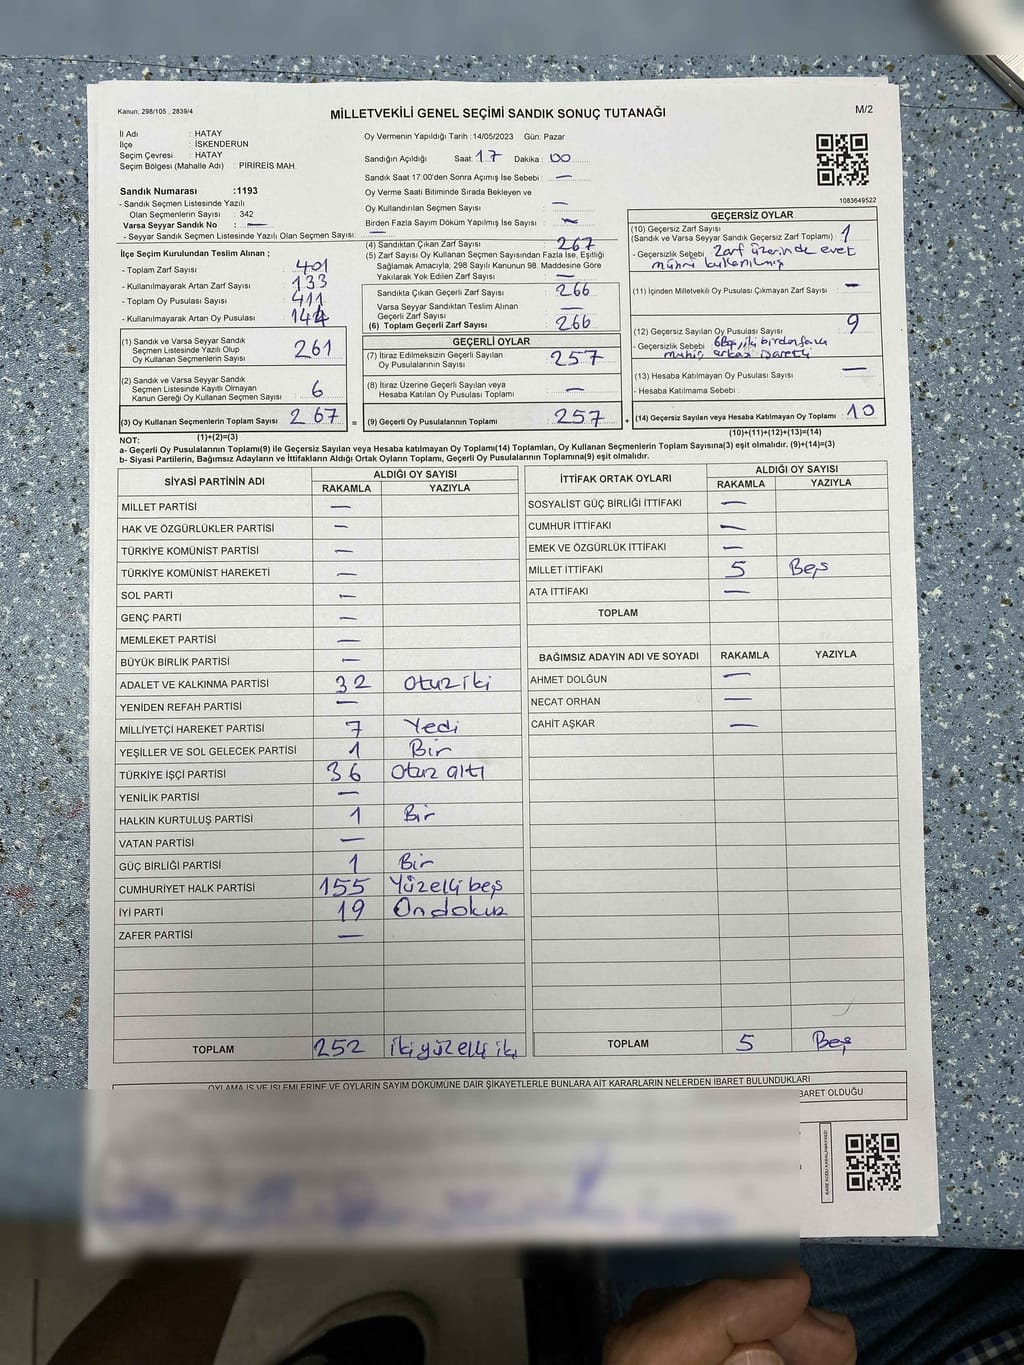 Kanun: 298/105 , 2839/4
MİLLETVEKİLİ GENEL SEÇİMİ SANDIK SONUÇ TUTANAĞI
M/2
İl Adı : HATAY
İlçe : İSKENDERUN
Seçim Çevresi : HATAY
Seçim Bölgesi (Mahalle Adı) : PİRİREİS MAH.
Sandık Numarası :1193
- Sandık Seçmen Listesinde Yazılı
Olan Seçmenlerin Sayısı : 342
Varsa Seyyar Sandık No : —
- Seyyar Sandık Seçmen Listesinde Yazılı Olan Seçmen Sayısı: —
Oy Vermenin Yapıldığı Tarih :14/05/2023 Gün: Pazar
Sandığın Açıldığı Saat: 17 Dakika : 00
Sandık Saat 17:00'den Sonra Açımış İse Sebebi : —
Oy Verme Saati Bitiminde Sırada Bekleyen ve
Oy Kullandırılan Seçmen Sayısı : —
Birden Fazla Sayım Döküm Yapılmış İse Sayısı : —
1083649522
İlçe Seçim Kurulundan Teslim Alınan ;
- Toplam Zarf Sayısı : 401
- Kullanılmayarak Artan Zarf Sayısı : 133
- Toplam Oy Pusulası Sayısı : 411
- Kullanılmayarak Artan Oy Pusulası : 144
(1) Sandık ve Varsa Seyyar Sandık
Seçmen Listesinde Yazılı Olup
Oy Kullanan Seçmenlerin Sayısı 261
(2) Sandık ve Varsa Seyyar Sandık
Seçmen Listesinde Kayıtlı Olmayan
Kanun Gereği Oy Kullanan Seçmen Sayısı 6
(3) Oy Kullanan Seçmenlerin Toplam Sayısı 267
(1)+(2)=(3)
(4) Sandıktan Çıkan Zarf Sayısı : 267
(5) Zarf Sayısı Oy Kullanan Seçmen Sayısından Fazla İse, Eşitliği
Sağlamak Amacıyla, 298 Sayılı Kanunun 98. Maddesine Göre
Yakılarak Yok Edilen Zarf Sayısı : —
Sandıkta Çıkan Geçerli Zarf Sayısı : 266
Varsa Seyyar Sandıktan Teslim Alınan
Geçerli Zarf Sayısı : —
(6) Toplam Geçerli Zarf Sayısı : 266
GEÇERLİ OYLAR
(7) İtiraz Edilmeksizin Geçerli Sayılan
Oy Pusulalarının Sayısı : 257
(8) İtiraz Üzerine Geçerli Sayılan veya
Hesaba Katılan Oy Pusulası Toplamı : —
= (9) Geçerli Oy Pusulalarının Toplamı : 257 +
GEÇERSİZ OYLAR
(10) Geçersiz Zarf Sayısı
(Sandık ve Varsa Seyyar Sandık Geçersiz Zarf Toplamı) : 1
- Geçersizlik Sebebi : Zarf üzerinde evet
mührü kullanılmış
(11) İçinden Milletvekili Oy Pusulası Çıkmayan Zarf Sayısı : —
(12) Geçersiz Sayılan Oy Pusulası Sayısı : 9
- Geçersizlik Sebebi : birden fazla
(13) Hesaba Katılmayan Oy Pusulası Sayısı : —
- Hesaba Katılmama Sebebi :
(14) Geçersiz Sayılan veya Hesaba Katılmayan Oy Toplamı : 10
(10)+(11)+(12)+(13)=(14)
NOT:
a- Geçerli Oy Pusulalarının Toplamı(9) ile Geçersiz Sayılan veya Hesaba katılmayan Oy Toplamı(14) Toplamları, Oy Kullanan Seçmenlerin Toplam Sayısına(3) eşit olmalıdır. (9)+(14)=(3)
b- Siyasi Partilerin, Bağımsız Adayların ve İttifakların Aldığı Ortak Oyların Toplamı, Geçerli Oy Pusulalarının Toplamına(9) eşit olmalıdır.
SİYASİ PARTİNİN ADI ALDIĞI OY SAYISI
RAKAMLA YAZIYLA
MİLLET PARTİSİ —
HAK VE ÖZGÜRLÜKLER PARTİSİ —
TÜRKİYE KOMÜNİST PARTİSİ —
TÜRKİYE KOMÜNİST HAREKETİ —
SOL PARTİ —
GENÇ PARTİ —
MEMLEKET PARTİSİ —
BÜYÜK BİRLİK PARTİSİ —
ADALET VE KALKINMA PARTİSİ 32 otuz iki
YENİDEN REFAH PARTİSİ —
MİLLİYETÇİ HAREKET PARTİSİ 7 Yedi
YEŞİLLER VE SOL GELECEK PARTİSİ 1 Bir
TÜRKİYE İŞÇİ PARTİSİ 36 otuz altı
YENİLİK PARTİSİ —
HALKIN KURTULUŞ PARTİSİ 1 Bir
VATAN PARTİSİ —
GÜÇ BİRLİĞİ PARTİSİ 1 Bir
CUMHURİYET HALK PARTİSİ 155 Yüzelli beş
İYİ PARTİ 19 Ondokuz
ZAFER PARTİSİ —
TOPLAM 252 ikiyüzelli iki
İTTİFAK ORTAK OYLARI ALDIĞI OY SAYISI
RAKAMLA YAZIYLA
SOSYALİST GÜÇ BİRLİĞİ İTTİFAKI —
CUMHUR İTTİFAKI —
EMEK VE ÖZGÜRLÜK İTTİFAKI —
MİLLET İTTİFAKI 5 Beş
ATA İTTİFAKI —
TOPLAM
BAĞIMSIZ ADAYIN ADI VE SOYADI RAKAMLA YAZIYLA
AHMET DOLĞUN —
NECAT ORHAN —
CAHİT AŞKAR —
TOPLAM 5 Beş
OYLAMA İŞ VE İŞLEMLERİNE VE OYLARIN SAYIM DÖKÜMÜNE DAİR ŞİKAYETLERLE BUNLARA AİT KARARLARIN NELERDEN İBARET BULUNDUKLARI
BARET OLDUĞU